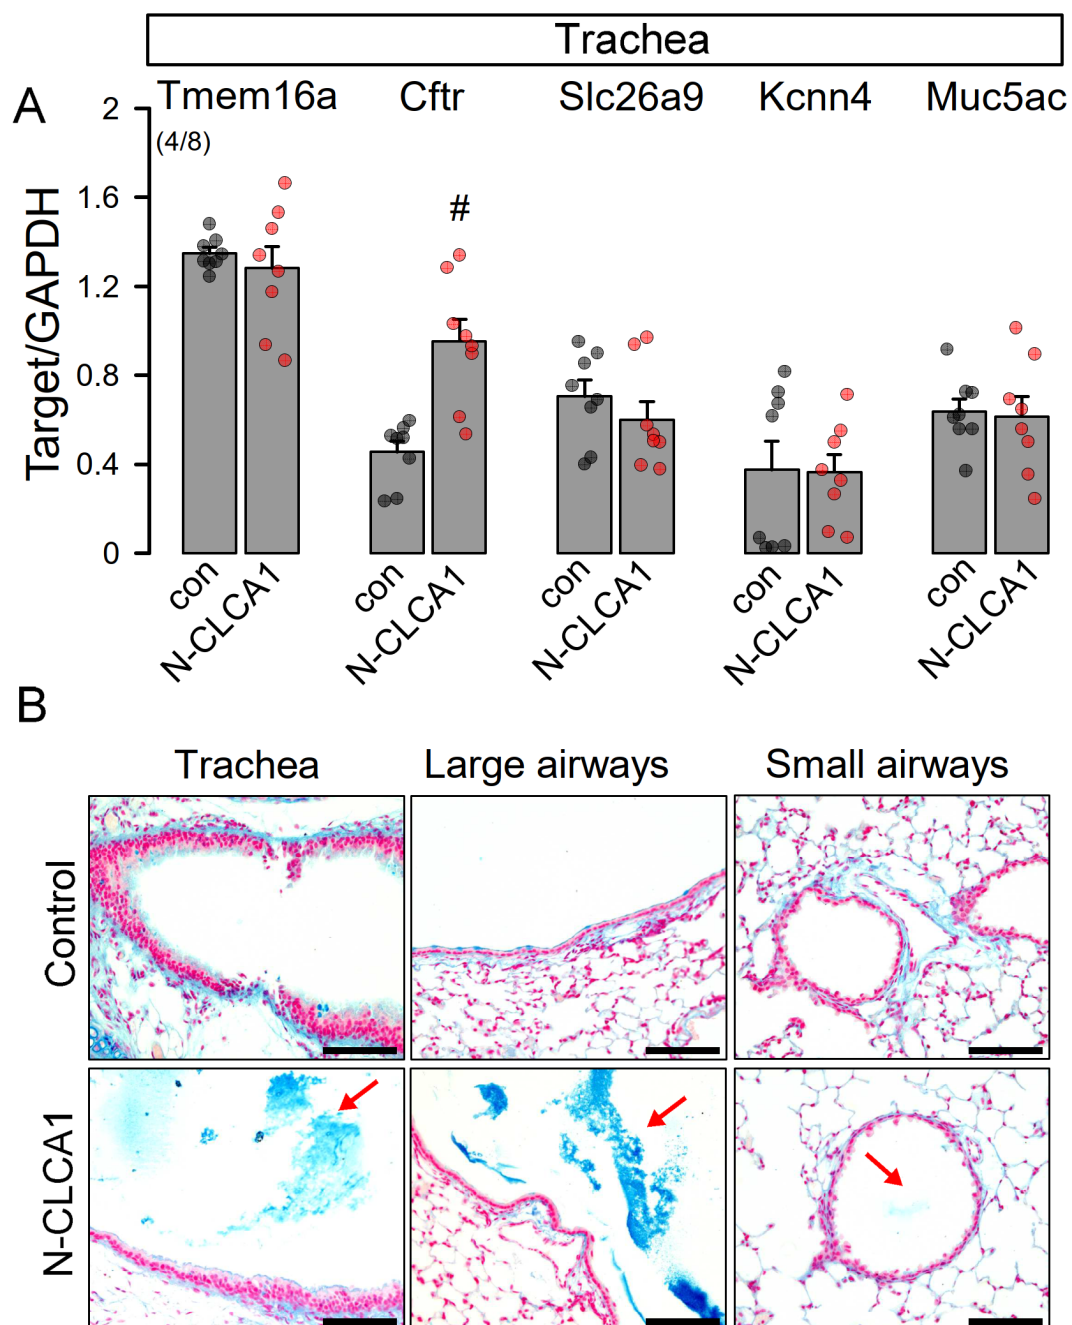 Trachea
A
Tmem16a Cftr Slc26a9 Kcnn4 Muc5ac
(4/8)
#
Target/GAPDH
2
1.6
1.2
0.8
0.4
0
con N-CLCA1 con N-CLCA1 con N-CLCA1 con N-CLCA1 con N-CLCA1
B
Trachea Large airways Small airways
Control
N-CLCA1